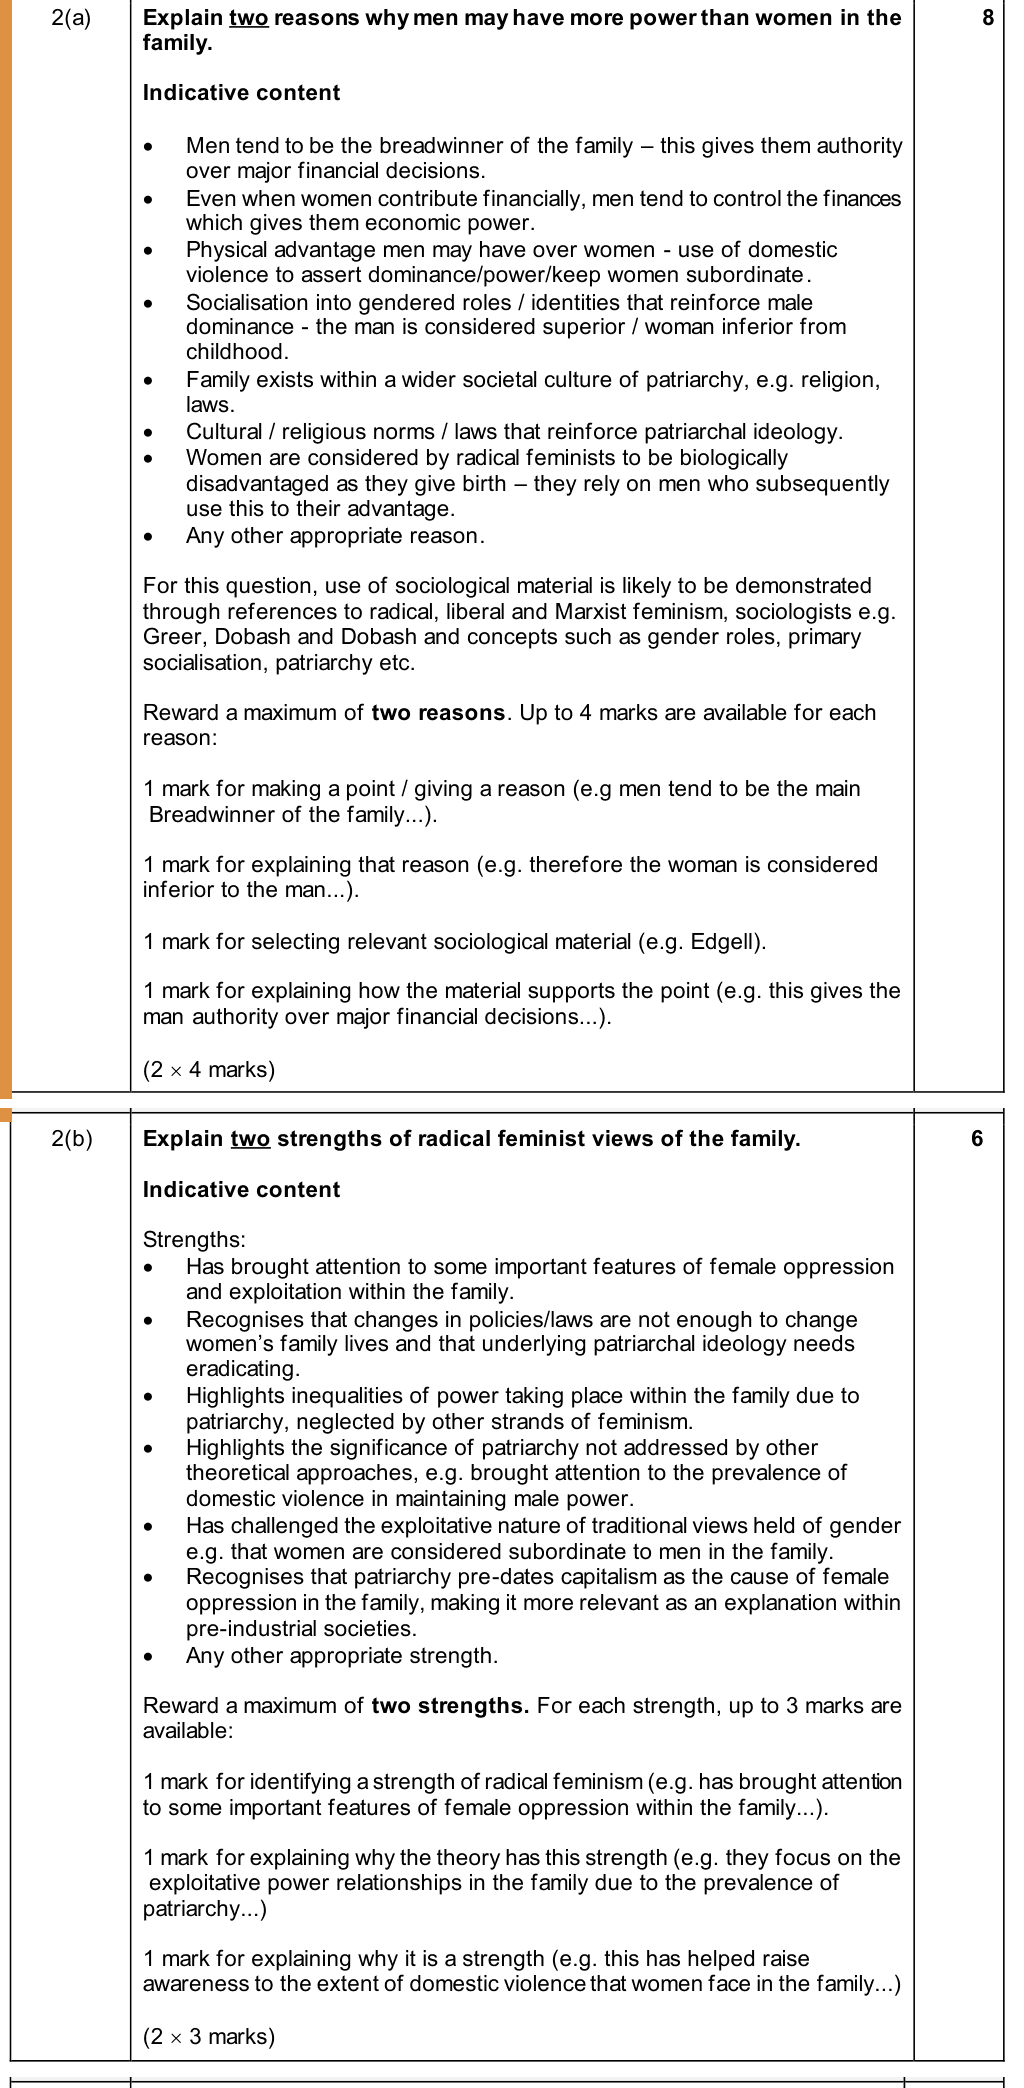 2(a) Explain two reasons why men may have more power than women in the 8
family.
Indicative content
• Men tend to be the breadwinner of the family – this gives them authority
over major financial decisions.
• Even when women contribute financially, men tend to control the finances
which gives them economic power.
• Physical advantage men may have over women - use of domestic
violence to assert dominance/power/keep women subordinate.
• Socialisation into gendered roles / identities that reinforce male
dominance - the man is considered superior / woman inferior from
childhood.
• Family exists within a wider societal culture of patriarchy, e.g. religion,
laws.
• Cultural / religious norms / laws that reinforce patriarchal ideology.
• Women are considered by radical feminists to be biologically
disadvantaged as they give birth – they rely on men who subsequently
use this to their advantage.
• Any other appropriate reason.
For this question, use of sociological material is likely to be demonstrated
through references to radical, liberal and Marxist feminism, sociologists e.g.
Greer, Dobash and Dobash and concepts such as gender roles, primary
socialisation, patriarchy etc.
Reward a maximum of two reasons. Up to 4 marks are available for each
reason:
1 mark for making a point / giving a reason (e.g men tend to be the main
Breadwinner of the family...).
1 mark for explaining that reason (e.g. therefore the woman is considered
inferior to the man...).
1 mark for selecting relevant sociological material (e.g. Edgell).
1 mark for explaining how the material supports the point (e.g. this gives the
man authority over major financial decisions...).
(2 × 4 marks)
2(b) Explain two strengths of radical feminist views of the family. 6
Indicative content
Strengths:
• Has brought attention to some important features of female oppression
and exploitation within the family.
• Recognises that changes in policies/laws are not enough to change
women’s family lives and that underlying patriarchal ideology needs
eradicating.
• Highlights inequalities of power taking place within the family due to
patriarchy, neglected by other strands of feminism.
• Highlights the significance of patriarchy not addressed by other
theoretical approaches, e.g. brought attention to the prevalence of
domestic violence in maintaining male power.
• Has challenged the exploitative nature of traditional views held of gender
e.g. that women are considered subordinate to men in the family.
• Recognises that patriarchy pre-dates capitalism as the cause of female
oppression in the family, making it more relevant as an explanation within
pre-industrial societies.
• Any other appropriate strength.
Reward a maximum of two strengths. For each strength, up to 3 marks are
available:
1 mark for identifying a strength of radical feminism (e.g. has brought attention
to some important features of female oppression within the family...).
1 mark for explaining why the theory has this strength (e.g. they focus on the
exploitative power relationships in the family due to the prevalence of
patriarchy...)
1 mark for explaining why it is a strength (e.g. this has helped raise
awareness to the extent of domestic violence that women face in the family...)
(2 × 3 marks)